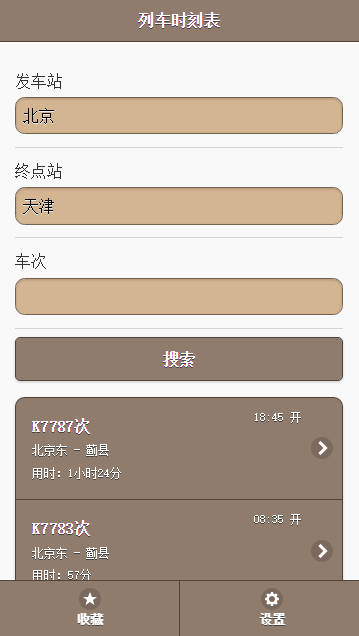 列车时刻表
发车站
北京
终点站
天津
车次
搜索
K7787次
18:45 开
北京东 - 蓟县
用时: 1小时24分
K7783次
08:35 开
北京东 - 蓟县
用时: 57分
收藏
设置